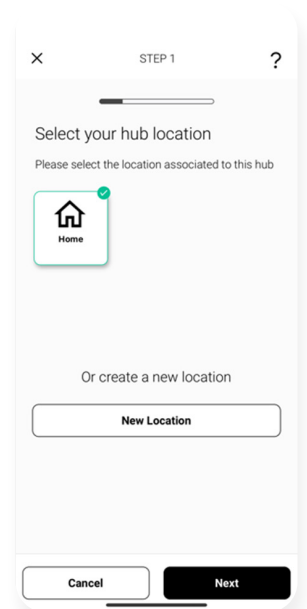 STEP 1
?
Select your hub location
Please select the location associated to this hub
Home
Or create a new location
New Location
Cancel
Next